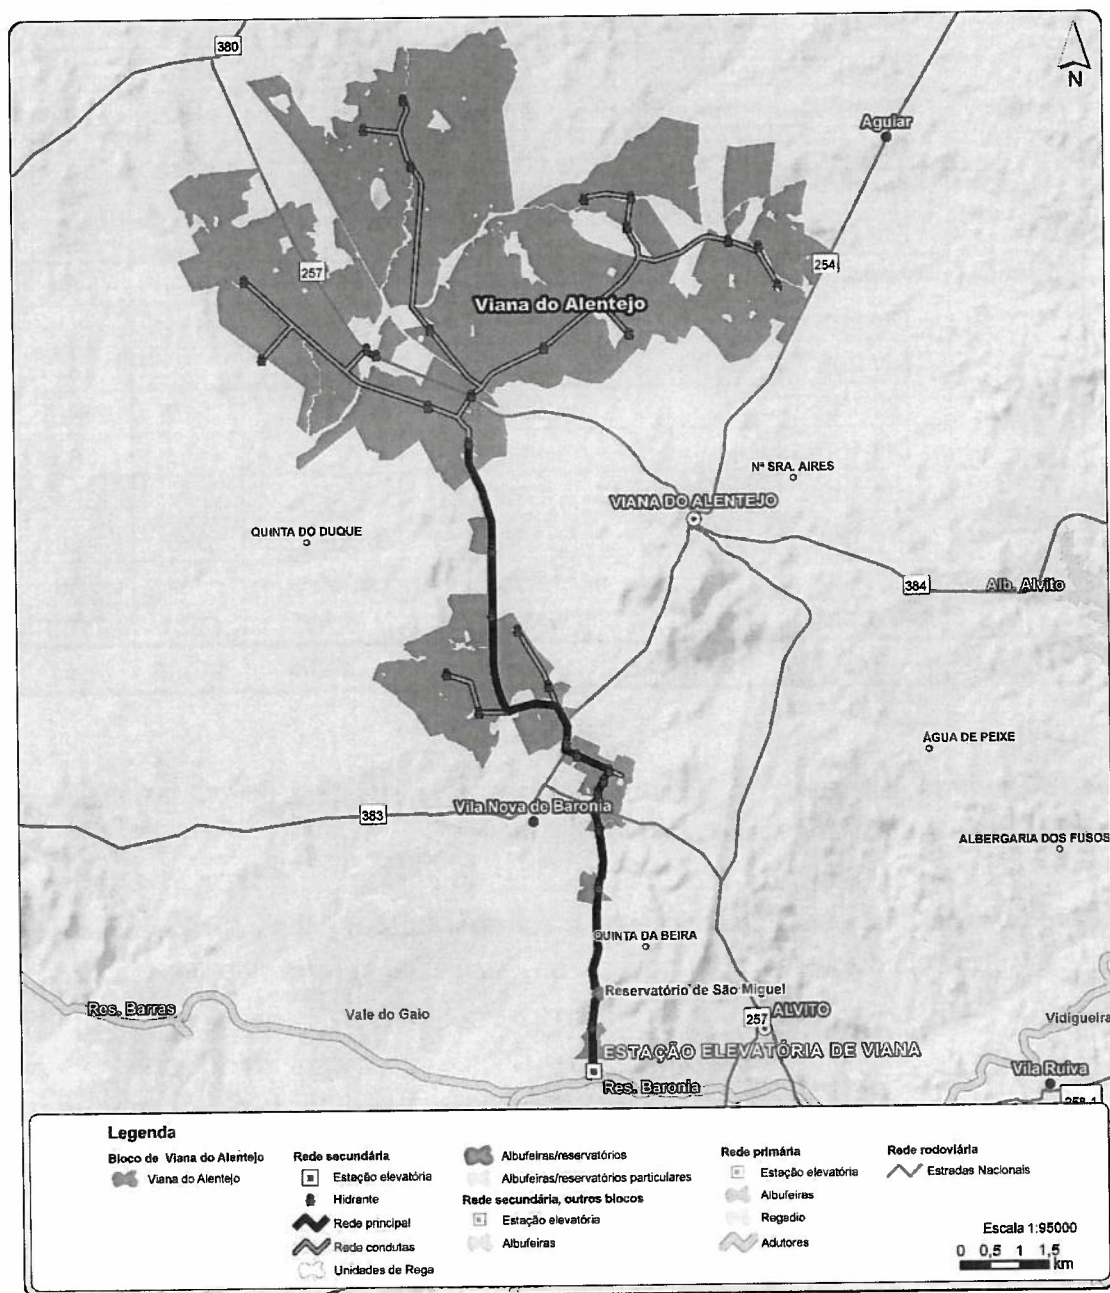 380
N
Aguiar
257
254
Viana do Alentejo
Nª SRA. AIRES
VIANA DO ALENTEJO
QUINTA DO DUQUE
384
Alb. Alvito
ÁGUA DE PEIXE
383
Vila Nova de Baronia
ALBERGARIA DOS FUSOS
QUINTA DA BEIRA
Reservatório de São Miguel
Res. Barras
Vale do Gaio
257
ALVITO
Vidigueira
ESTAÇÃO ELEVATÓRIA DE VIANA
Vila Ruiva
Res. Baronia
258-1
Legenda
Bloco de Viana do Alentejo
Viana do Alentejo
Rede secundária
Estação elevatória
Hidrante
Rede principal
Rede condutas
Unidades de Rega
Albufeiras/reservatórios
Albufeiras/reservatórios particulares
Rede secundária, outros blocos
Estação elevatória
Albufeiras
Rede primária
Estação elevatória
Albufeiras
Regadio
Adutores
Rede rodoviária
Estradas Nacionais
Escala 1:95000
0 0,5 1 1,5
km